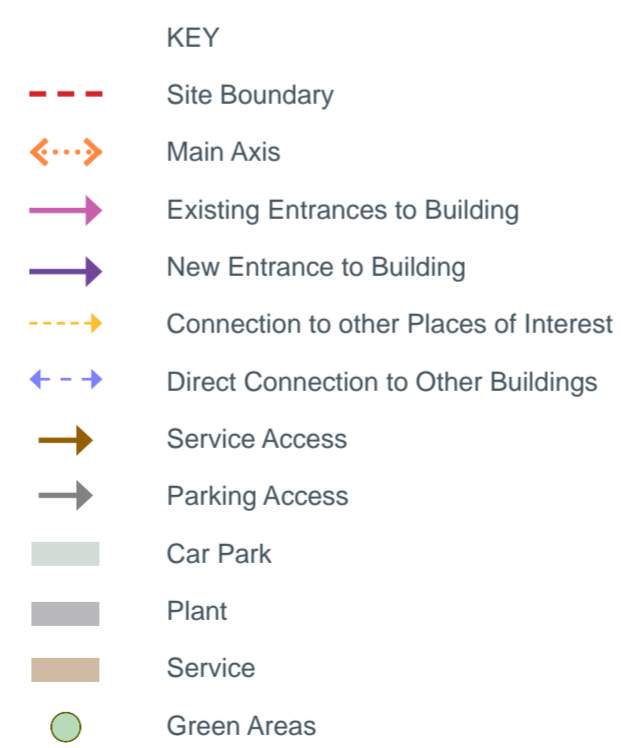 KEY
Site Boundary
Main Axis
Existing Entrances to Building
New Entrance to Building
Connection to other Places of Interest
Direct Connection to Other Buildings
Service Access
Parking Access
Car Park
Plant
Service
Green Areas